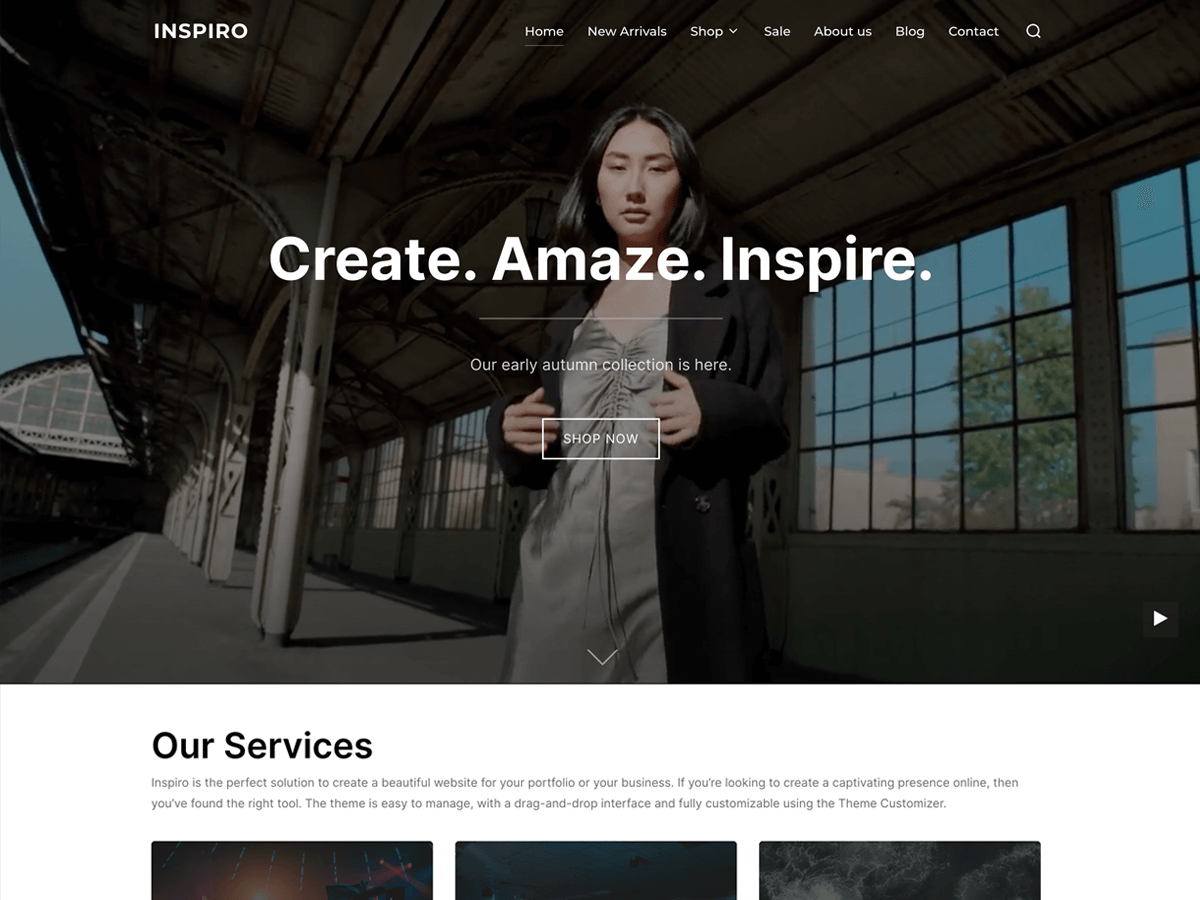 INSPIRO
Home New Arrivals Shop Sale About us Blog Contact
Create. Amaze. Inspire.
Our early autumn collection is here.
SHOP NOW
Our Services
Inspiro is the perfect solution to create a beautiful website for your portfolio or your business. If you're looking to create a captivating presence online, then
you've found the right tool. The theme is easy to manage, with a drag-and-drop interface and fully customizable using the Theme Customizer.